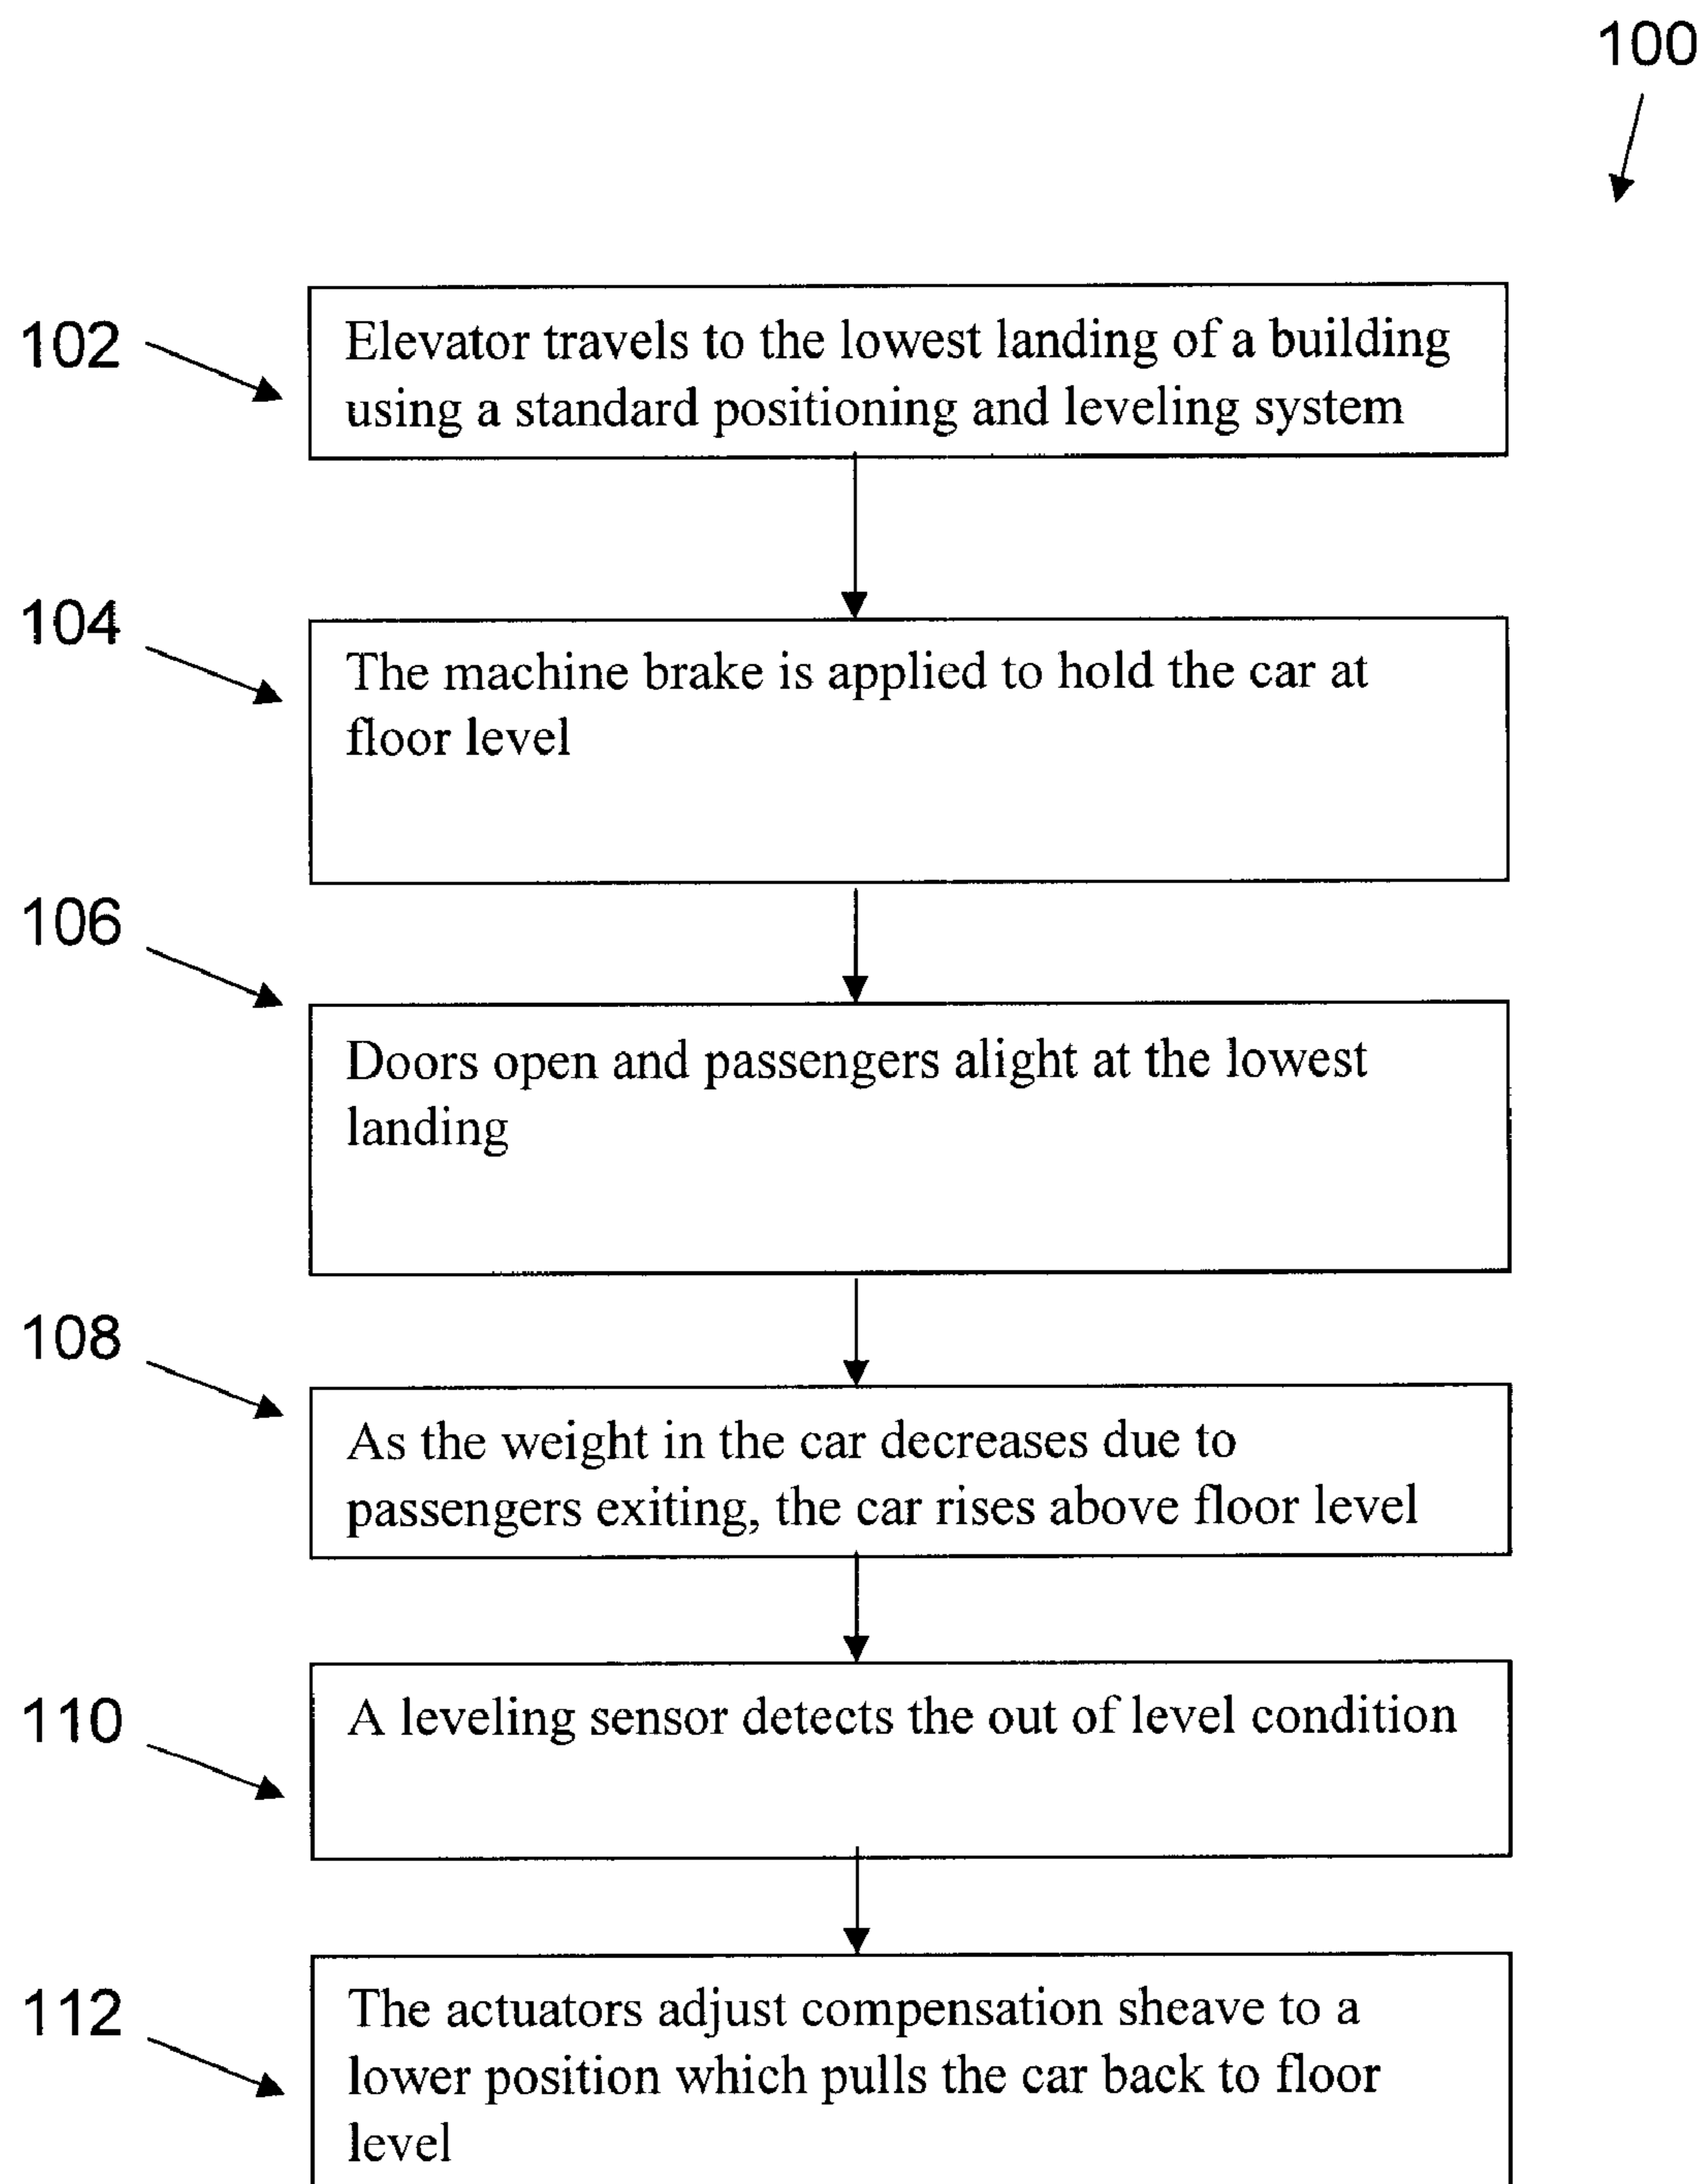 100
102
Elevator travels to the lowest landing of a building
using a standard positioning and leveling system
104
The machine brake is applied to hold the car at
floor level
106
Doors open and passengers alight at the lowest
landing
108
As the weight in the car decreases due to
passengers exiting, the car rises above floor level
110
A leveling sensor detects the out of level condition
112
The actuators adjust compensation sheave to a
lower position which pulls the car back to floor
level